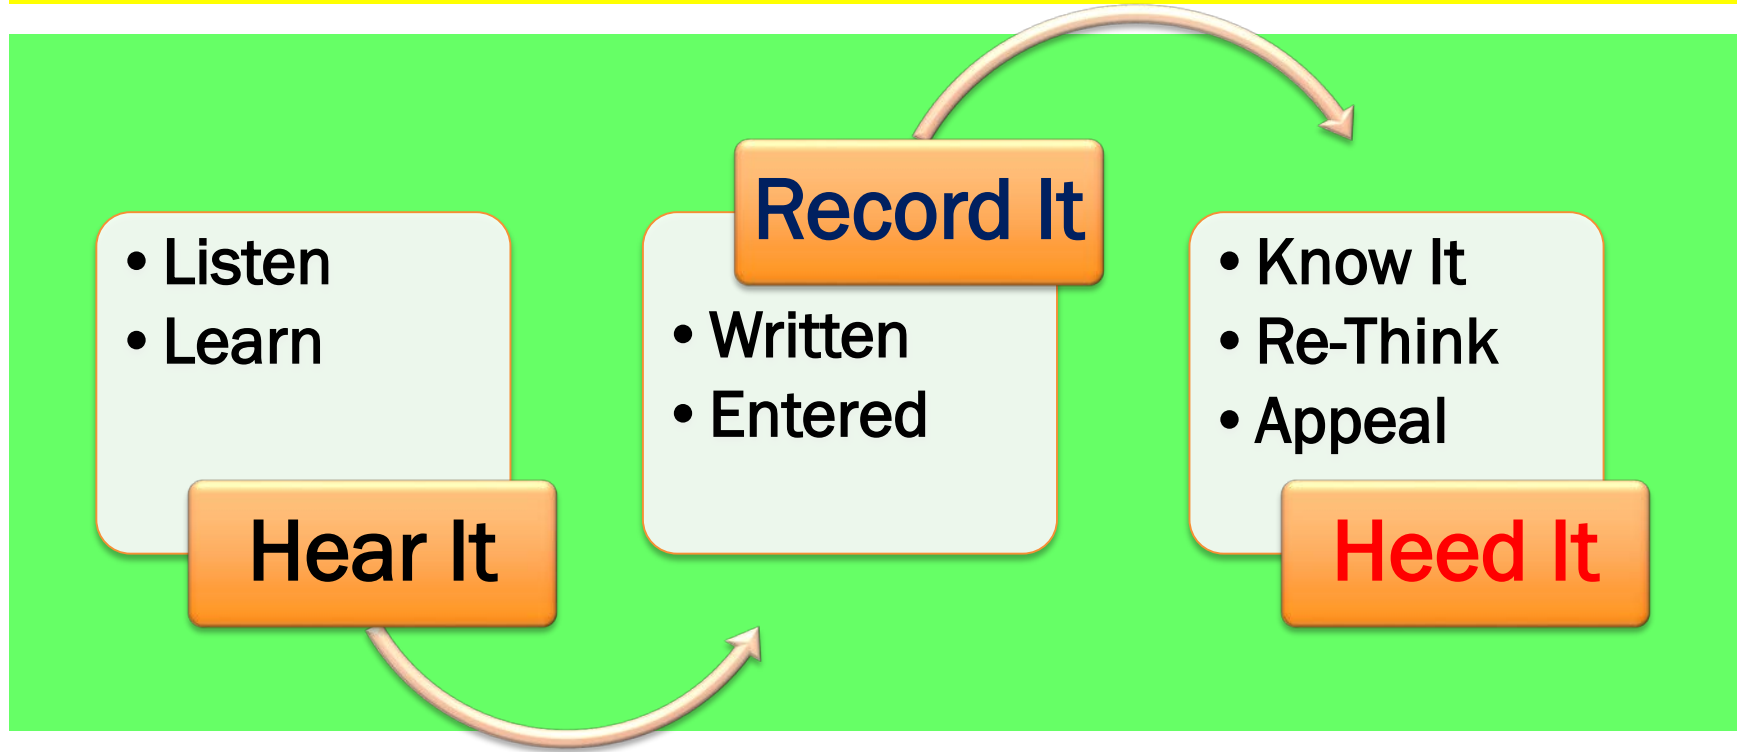 • Listen
• Learn
Hear It
Record It
• Written
• Entered
• Know It
• Re-Think
• Appeal
Heed It